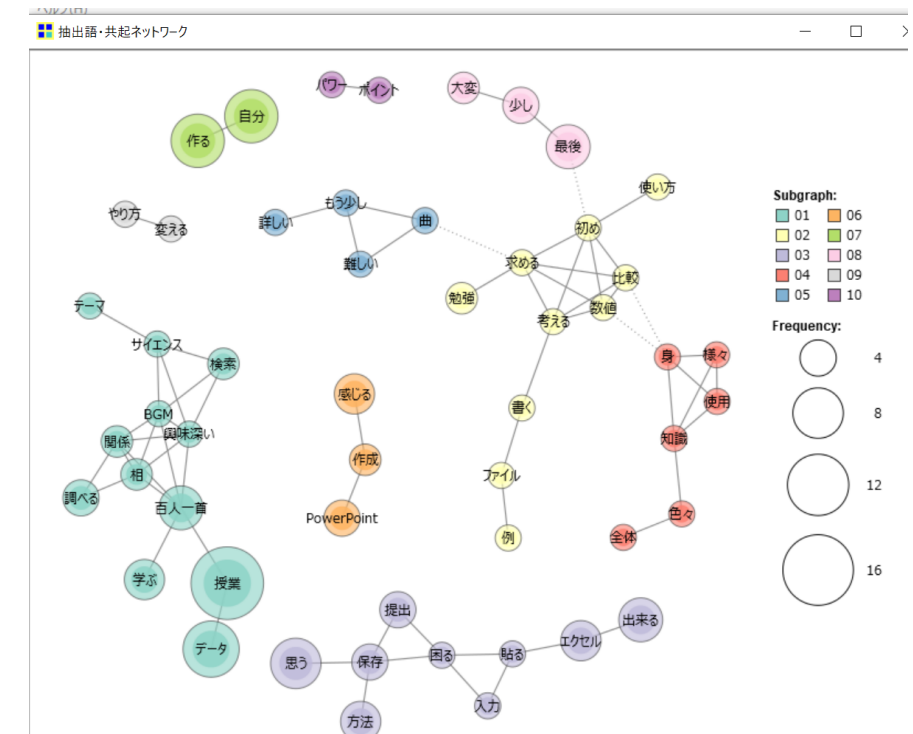 抽出語・共起ネットワーク
パワー
ポイント
大変
少し
最後
自分
作る
使い方
やり方
変える
詳しい
もう少し
曲
難しい
初め
求める
比較
勉強
数値
考える
テーマ
サイエンス
検索
BGM
関係
興味深い
相
調べる
百人一首
学ぶ
授業
データ
感じる
作成
PowerPoint
書く
ファイル
例
身
様々
使用
知識
色々
全体
提出
思う
保存
困る
貼る
エクセル
出来る
入力
方法
Subgraph:
01 06
02 07
03 08
04 09
05 10
Frequency:
4
8
12
16